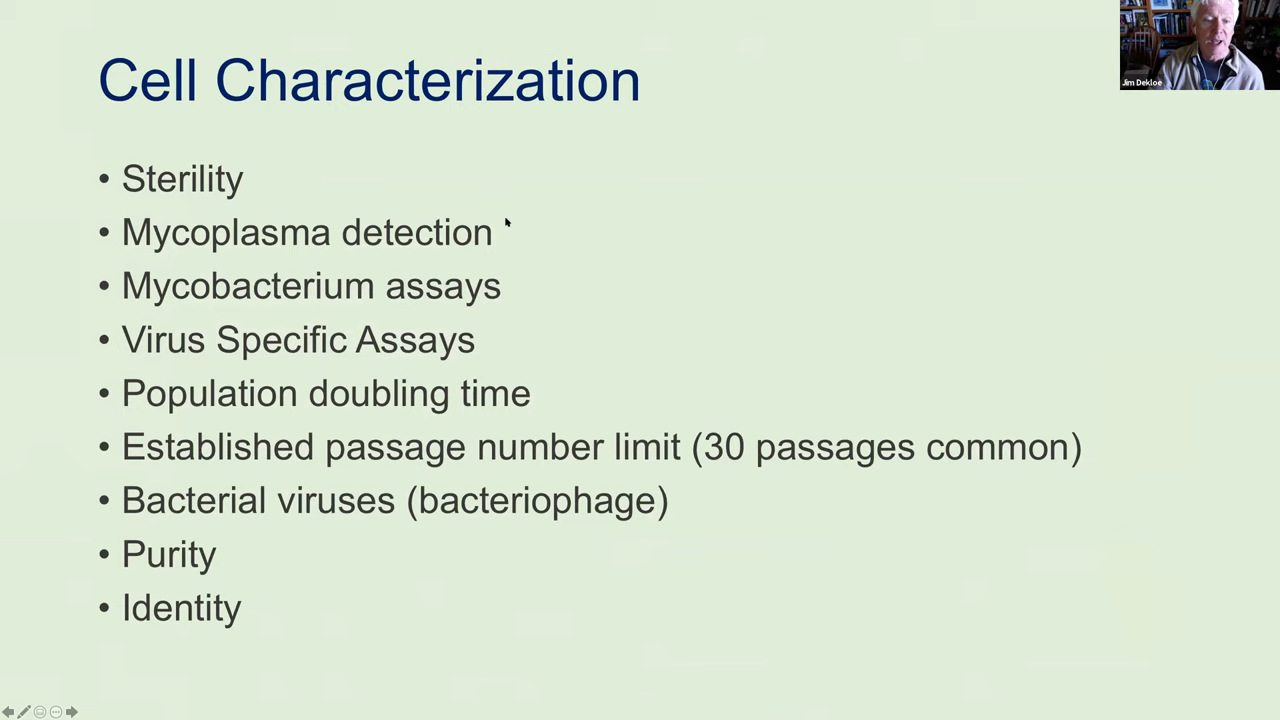 Cell Characterization
Jim Dekloe
• Sterility
• Mycoplasma detection
• Mycobacterium assays
• Virus Specific Assays
• Population doubling time
• Established passage number limit (30 passages common)
• Bacterial viruses (bacteriophage)
• Purity
• Identity